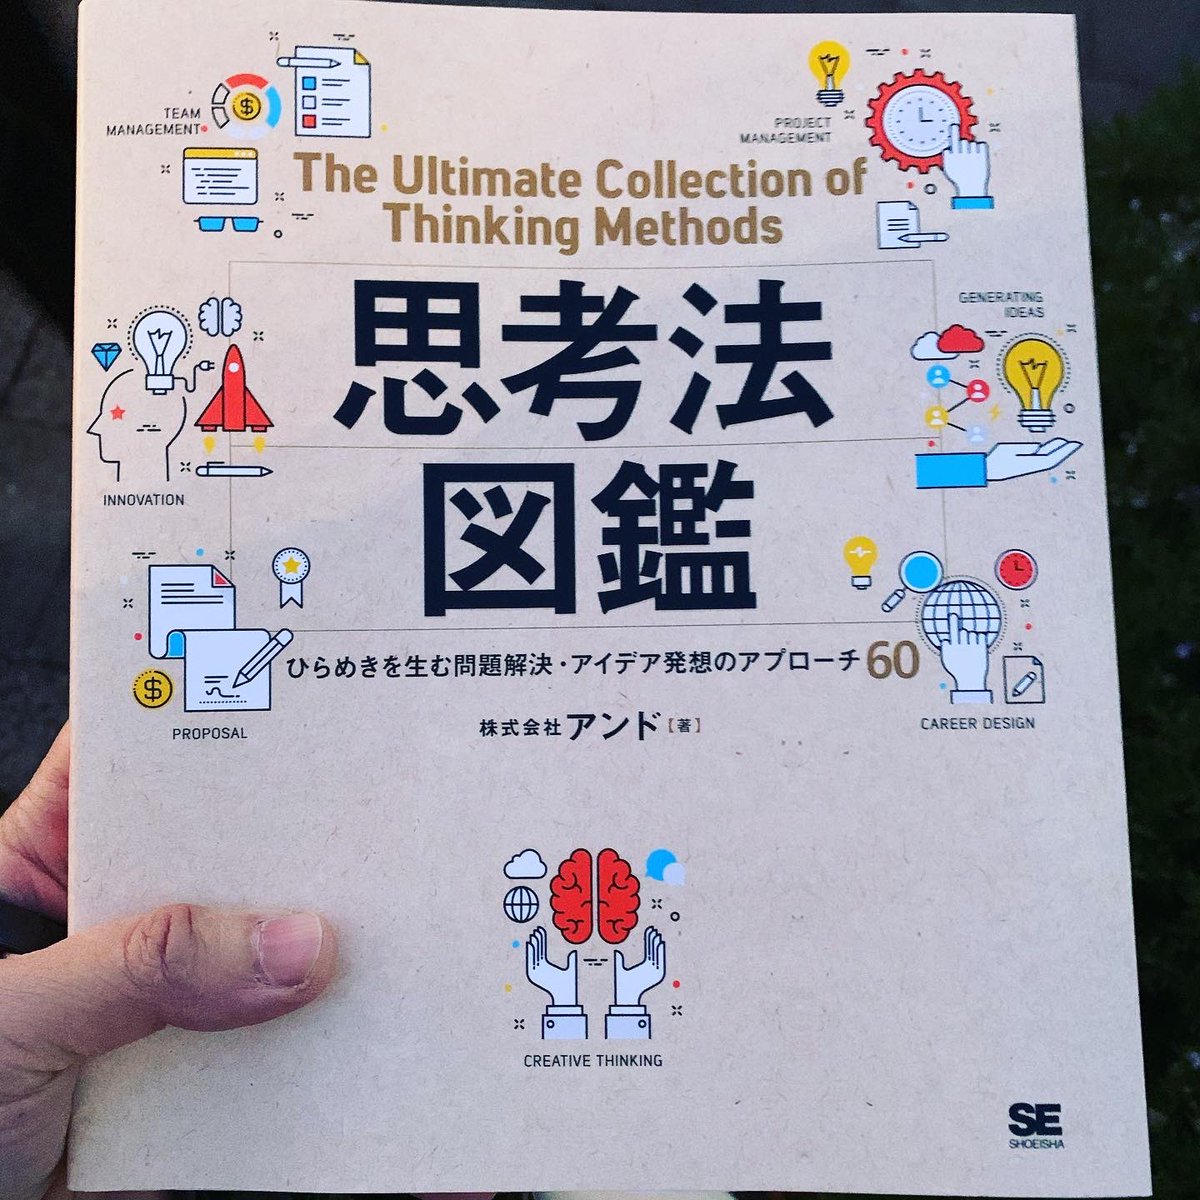 TEAM
MANAGEMENT
PROJECT
MANAGEMENT
The Ultimate Collection of
Thinking Methods
思考法
図鑑
GENERATING
IDEAS
INNOVATION
ひらめきを生む問題解決・アイデア発想のアプローチ60
株式会社アンド【著】
PROPOSAL
CAREER DESIGN
CREATIVE THINKING
SE
SHOEISHA